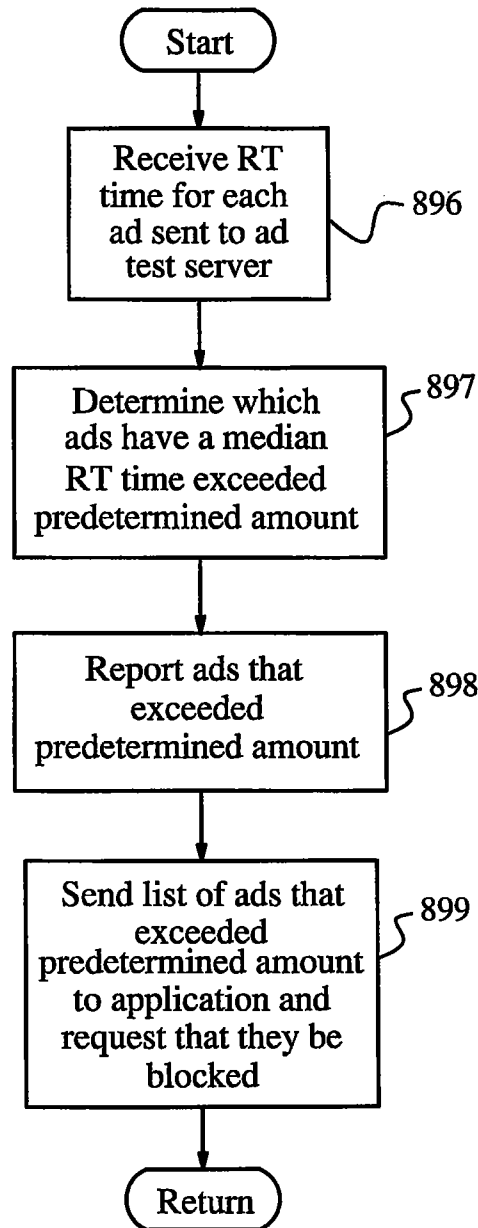 Start
Receive RT
time for each
ad sent to ad
test server
896
Determine which
ads have a median
RT time exceeded
predetermined amount
897
Report ads that
exceeded
predetermined amount
898
Send list of ads that
exceeded
predetermined amount
to application and
request that they be
blocked
899
Return